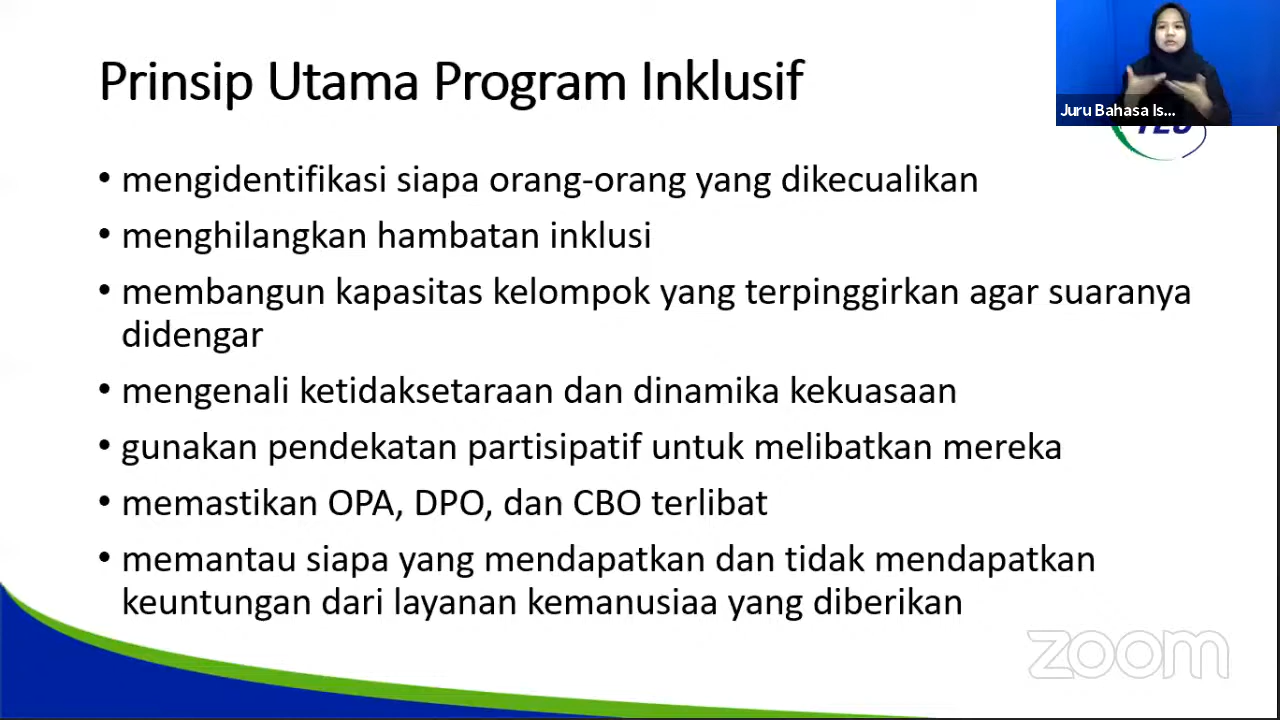 Prinsip Utama Program Inklusif
Juru Bahasa Is...
• mengidentifikasi siapa orang-orang yang dikecualikan
• menghilangkan hambatan inklusi
• membangun kapasitas kelompok yang terpinggirkan agar suaranya
didengar
• mengenali ketidaksetaraan dan dinamika kekuasaan
• gunakan pendekatan partisipatif untuk melibatkan mereka
• memastikan OPA, DPO, dan CBO terlibat
• memantau siapa yang mendapatkan dan tidak mendapatkan
keuntungan dari layanan kemanusiaa yang diberikan
zoom